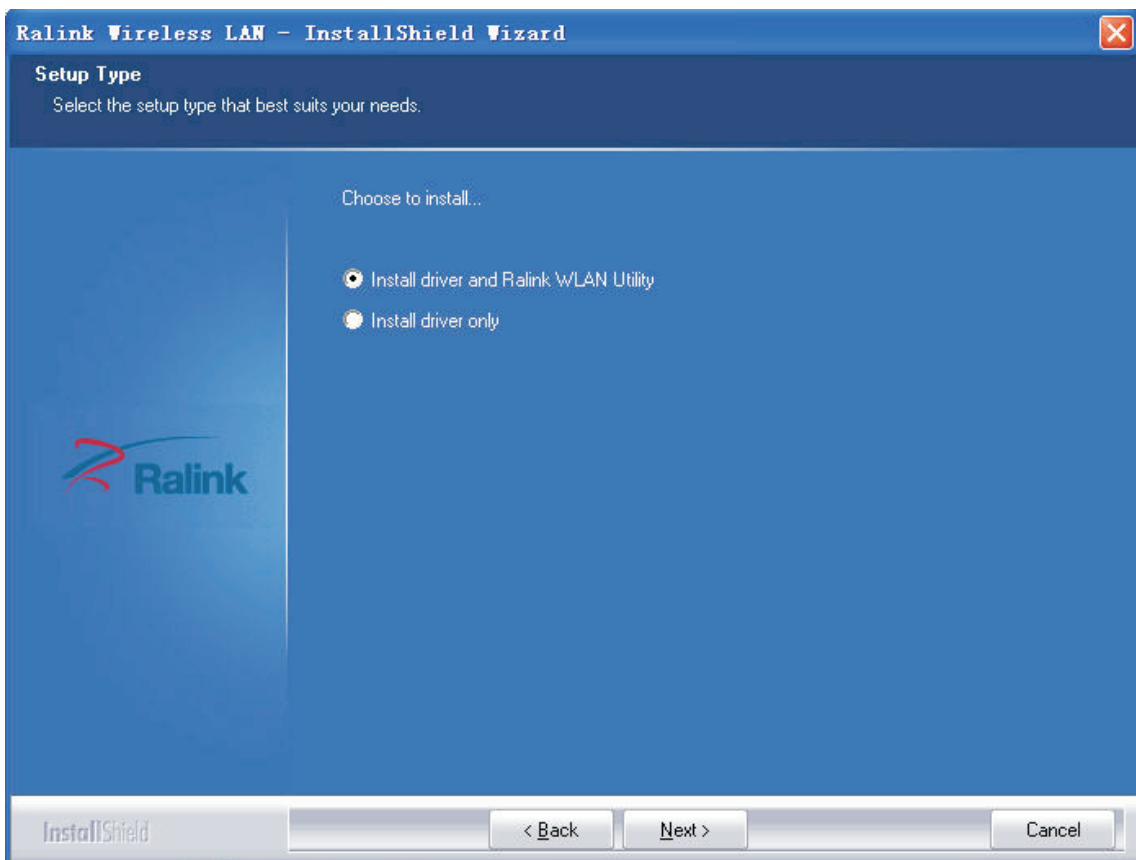 Ralink Wireless LAN - InstallShield Wizard
Setup Type
Select the setup type that best suits your needs.
Choose to install...
Install driver and Ralink WLAN Utility
Install driver only
Ralink
InstallShield
< Back
Next >
Cancel